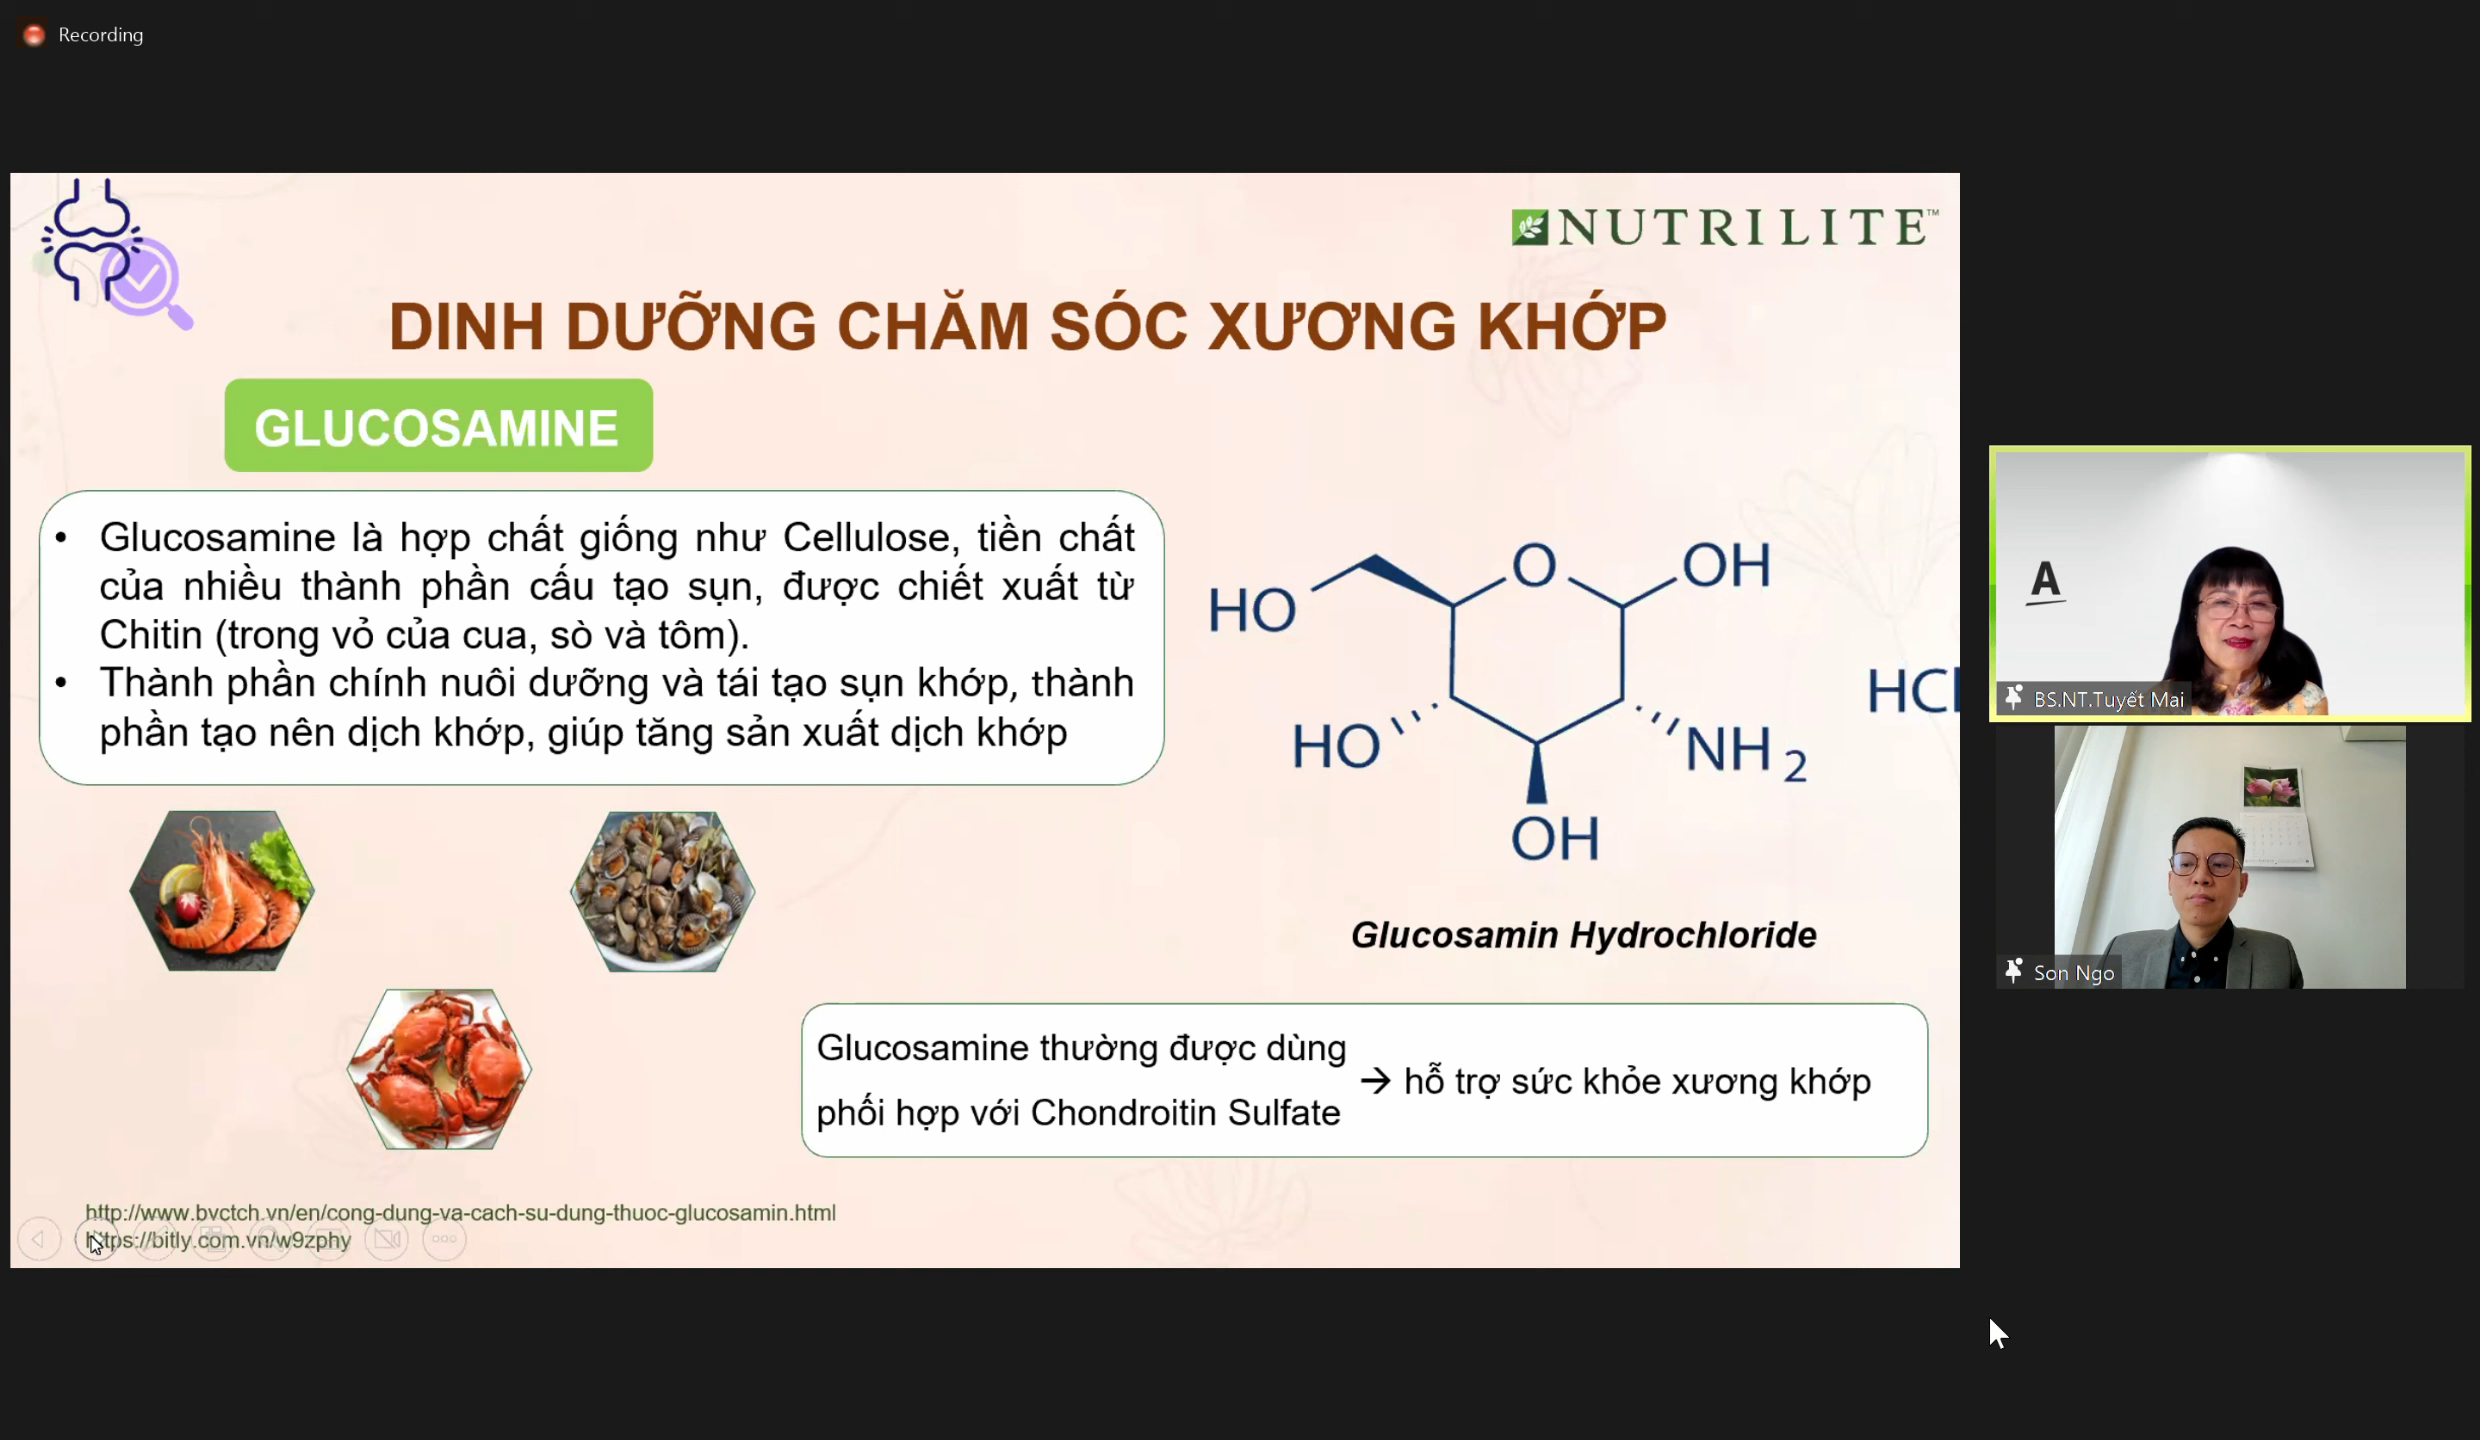 Recording
NUTRILITE™
DINH DƯỠNG CHĂM SÓC XƯƠNG KHỚP
GLUCOSAMINE
• Glucosamine là hợp chất giống như Cellulose, tiền chất
của nhiều thành phần cấu tạo sụn, được chiết xuất từ
Chitin (trong vỏ của cua, sò và tôm).
• Thành phần chính nuôi dưỡng và tái tạo sụn khớp, thành
phần tạo nên dịch khớp, giúp tăng sản xuất dịch khớp
O
OH
HO
HCl
HO
NH2
OH
Glucosamin Hydrochloride
Glucosamine thường được dùng
phối hợp với Chondroitin Sulfate
→ hỗ trợ sức khỏe xương khớp
http://www.bvctch.vn/en/cong-dung-va-cach-su-dung-thuoc-glucosamin.html
https://bitly.com.vn/w9zphy
A
BS.NT.Tuyết Mai
Son Ngo